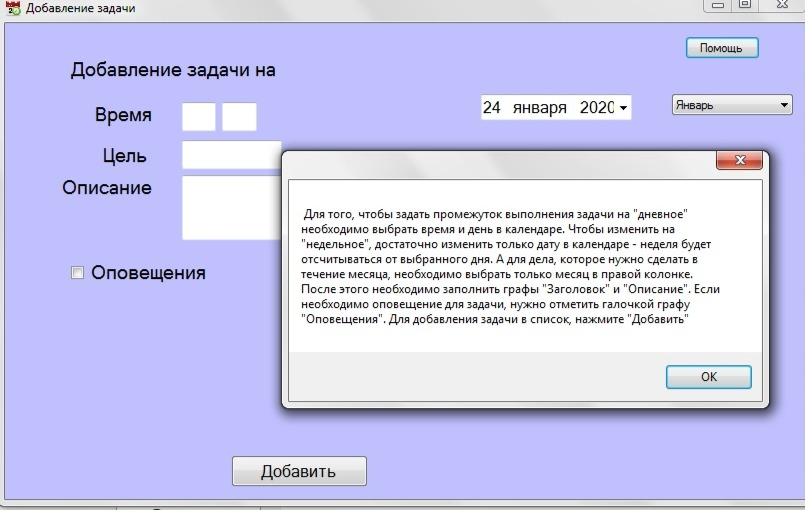 Добавление задачи
Помощь
Добавление задачи на
Время
24 января 2020
Январь
Цель
Описание
Для того, чтобы задать промежуток выполнения задачи на "дневное"
необходимо выбрать время и день в календаре. Чтобы изменить на
"недельное", достаточно изменить только дату в календаре - неделя будет
отсчитываться от выбранного дня. А для дела, которое нужно сделать в
течение месяца, необходимо выбрать только месяц в правой колонке.
После этого необходимо заполнить графы "Заголовок" и "Описание". Если
необходимо оповещение для задачи, нужно отметить галочкой графу
"Оповещения". Для добавления задачи в список, нажмите "Добавить"
Оповещения
OK
Добавить